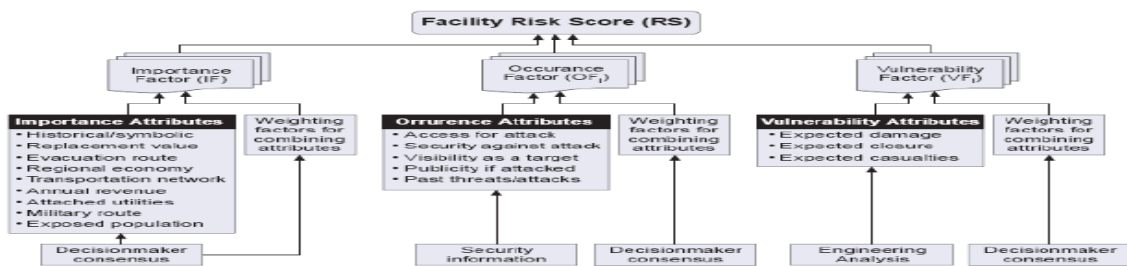 Facility Risk Score (RS)
Importance
Factor (IF)
Occurance
Factor (OFI)
Vulnerability
Factor (VFI)
Importance Attributes
• Historical/symbolic
• Replacement value
• Evacuation route
• Regional economy
• Transportation network
• Annual revenue
• Attached utilities
• Military route
• Exposed population
Weighting
factors for
combining
attributes
Orrurence Attributes
• Access for attack
• Security against attack
• Visibility as a target
• Publicity if attacked
• Past threats/attacks
Weighting
factors for
combining
attributes
Vulnerability Attributes
• Expected damage
• Expected closure
• Expected casualties
Weighting
factors for
combining
attributes
Decisionmaker
consensus
Security
information
Decisionmaker
consensus
Engineering
Analysis
Decisionmaker
consensus